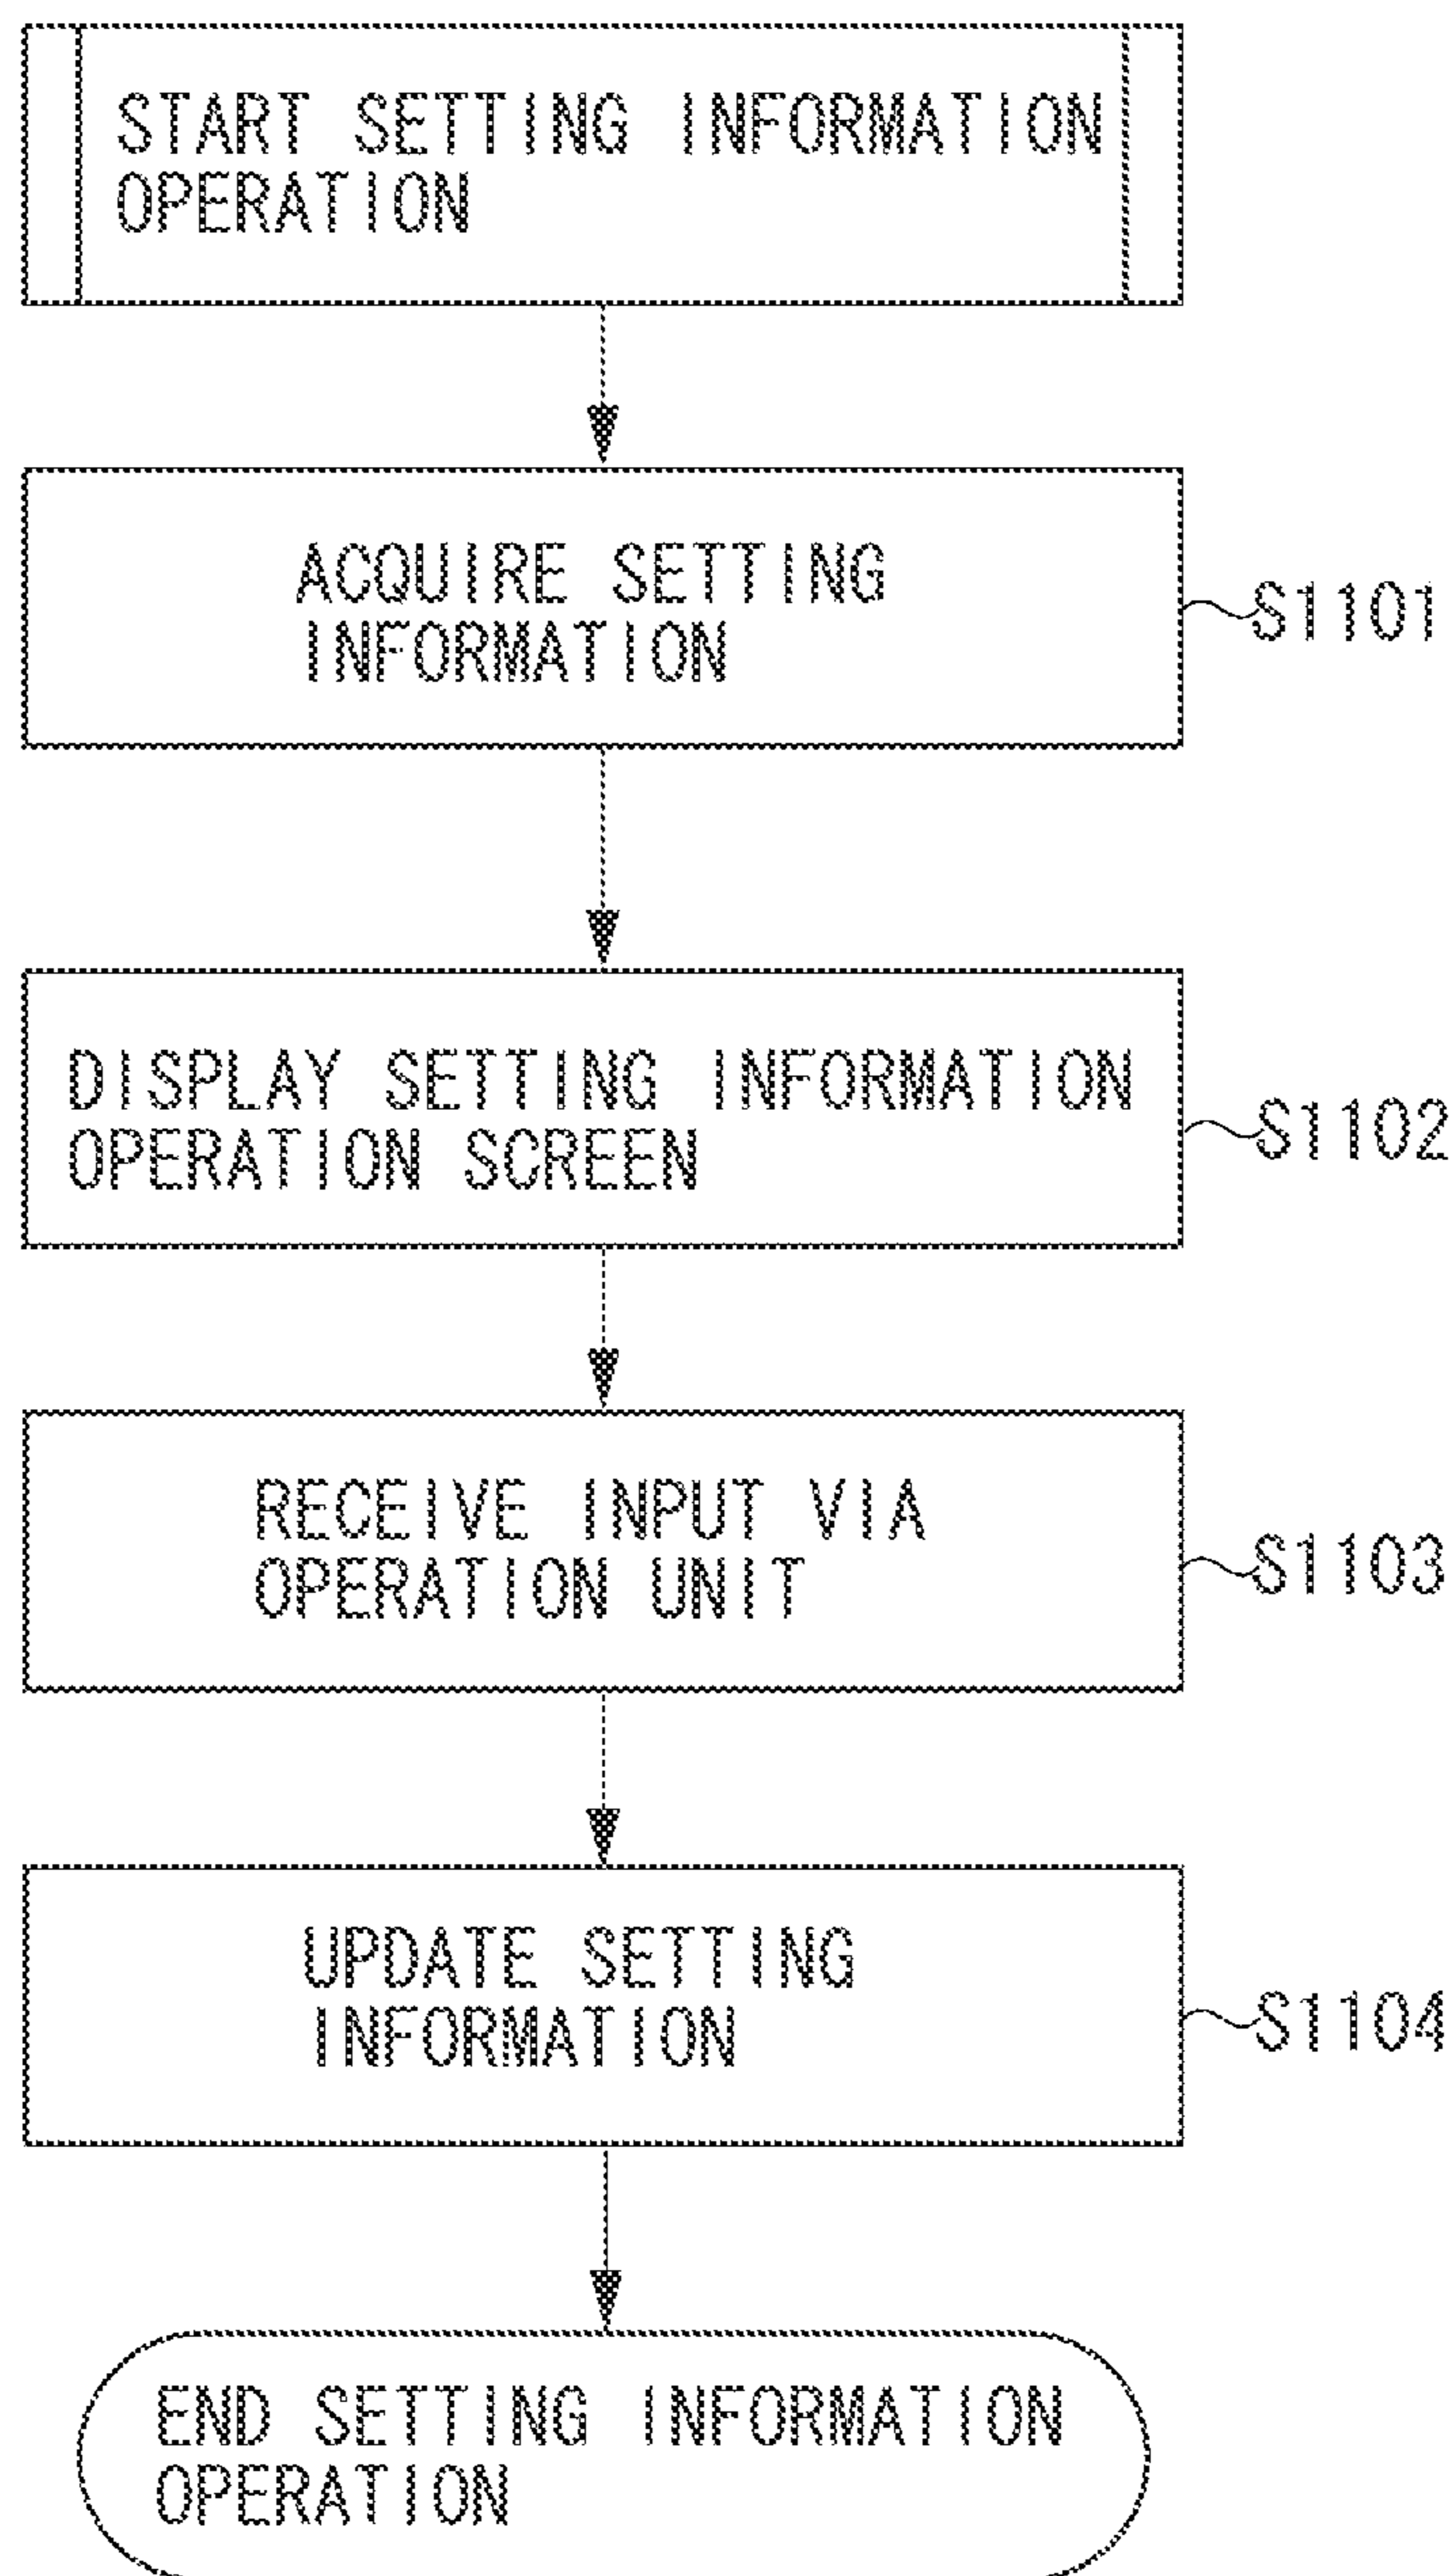 START SETTING INFORMATION
OPERATION
ACQUIRE SETTING
INFORMATION
S1101
DISPLAY SETTING INFORMATION
OPERATION SCREEN
S1102
RECEIVE INPUT VIA
OPERATION UNIT
S1103
UPDATE SETTING
INFORMATION
S1104
END SETTING INFORMATION
OPERATION